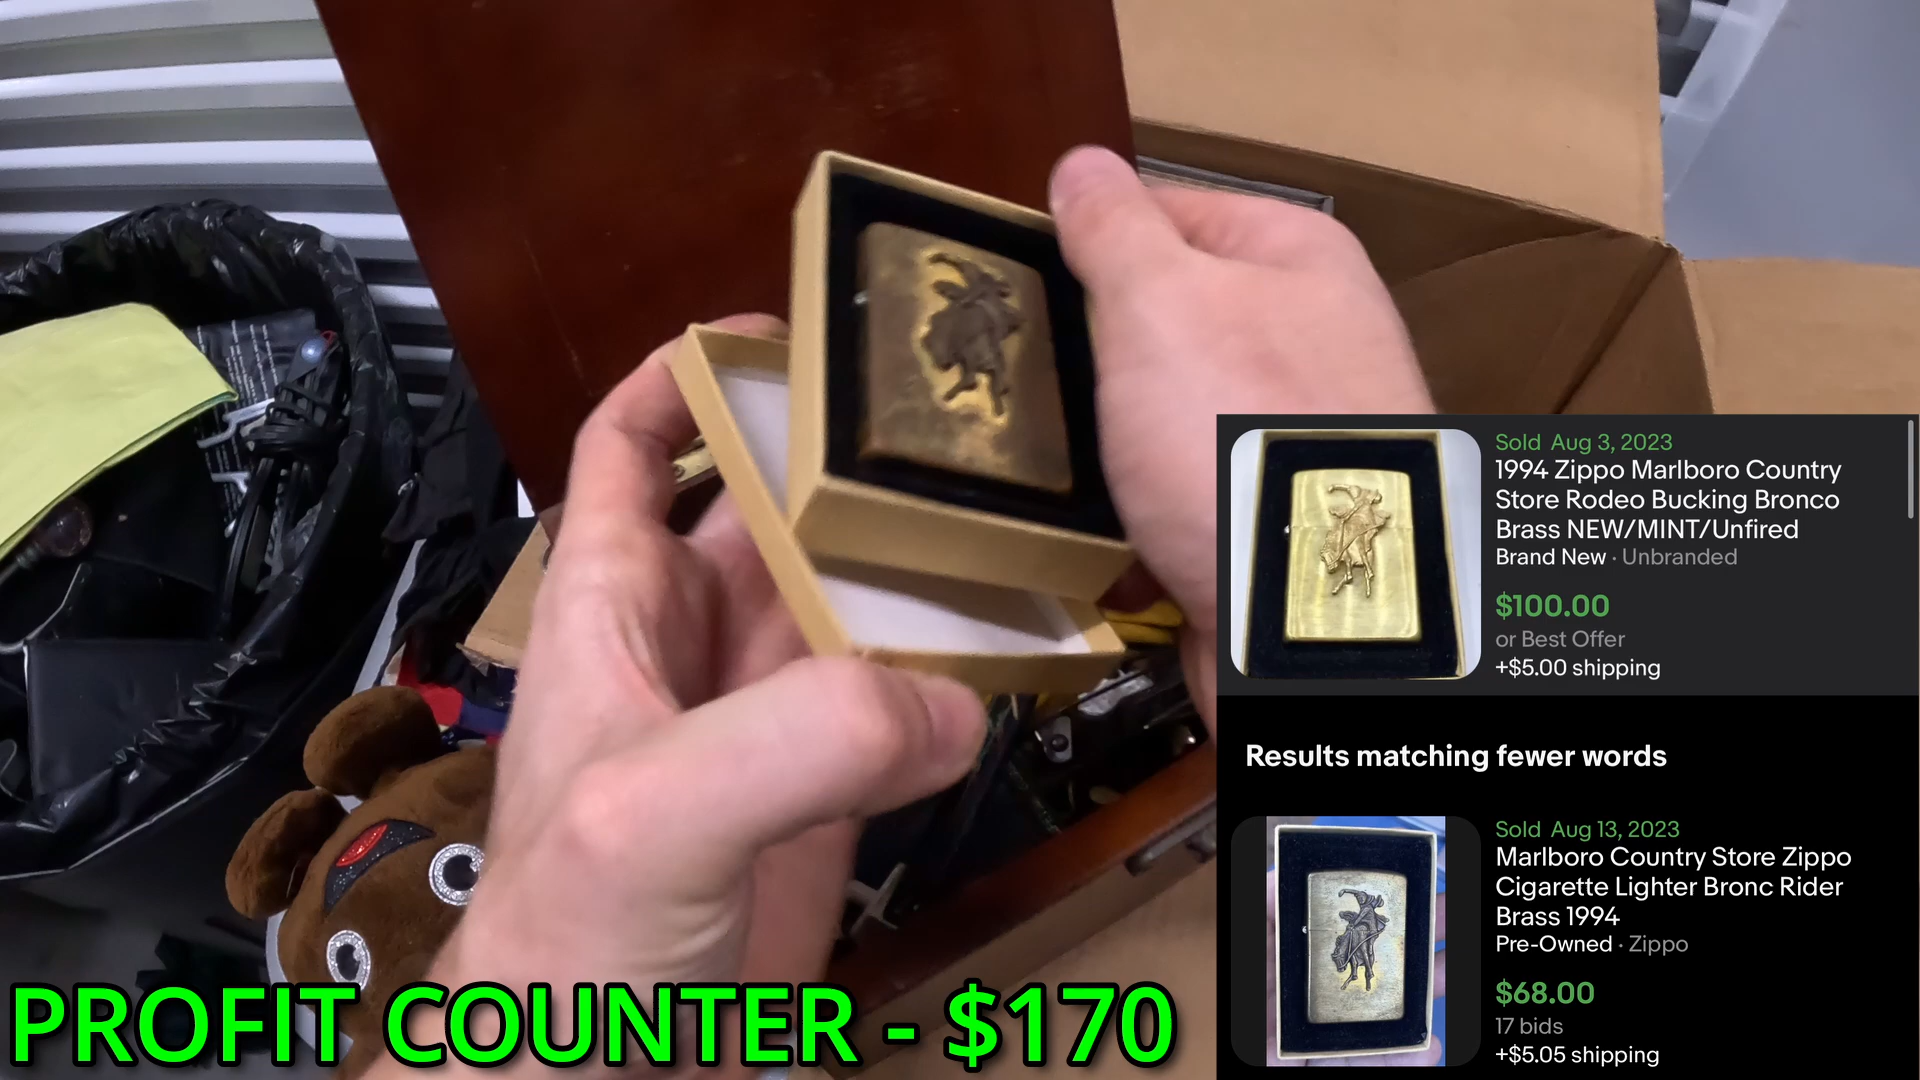 Sold Aug 3, 2023
1994 Zippo Marlboro Country
Store Rodeo Bucking Bronco
Brass NEW/MINT/Unfired
Brand New · Unbranded
$100.00
or Best Offer
+$5.00 shipping
Results matching fewer words
Sold Aug 13, 2023
Marlboro Country Store Zippo
Cigarette Lighter Bronc Rider
Brass 1994
Pre-Owned · Zippo
$68.00
17 bids
+$5.05 shipping
PROFIT COUNTER - $170